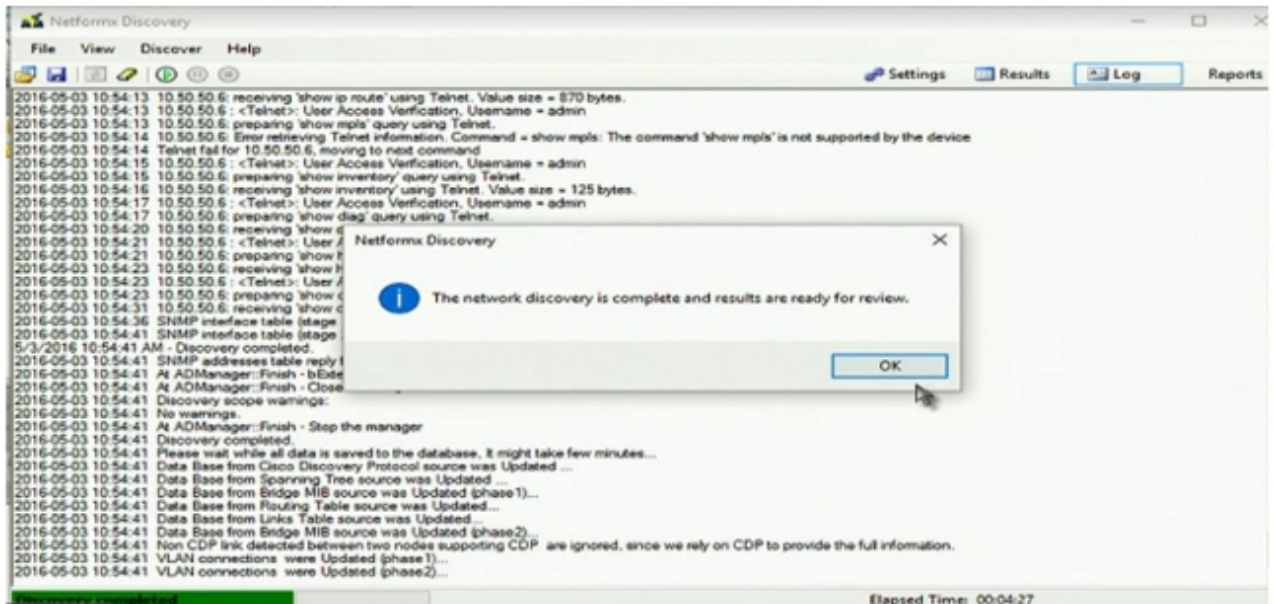 Netformx Discovery
File View Discover Help
Settings Results Log Reports
2016-05-03 10:54:13 10.50.50.6: receiving 'show ip route' using Telnet. Value size = 870 bytes.
2016-05-03 10:54:13 10.50.50.6 : <Telnet>: User Access Verification, Username = admin
2016-05-03 10:54:13 10.50.50.6: preparing 'show mpls' query using Telnet.
2016-05-03 10:54:14 10.50.50.6: Error retrieving Telnet information. Command = show mpls: The command 'show mpls' is not supported by the device
2016-05-03 10:54:14 Telnet fail for 10.50.50.6, moving to next command
2016-05-03 10:54:15 10.50.50.6 : <Telnet>: User Access Verification, Username = admin
2016-05-03 10:54:15 10.50.50.6: preparing 'show inventory' query using Telnet.
2016-05-03 10:54:16 10.50.50.6: receiving 'show inventory' using Telnet. Value size = 125 bytes.
2016-05-03 10:54:17 10.50.50.6 : <Telnet>: User Access Verification, Username = admin
2016-05-03 10:54:17 10.50.50.6: preparing 'show diag' query using Telnet.
2016-05-03 10:54:20 10.50.50.6: receiving 'show
2016-05-03 10:54:21 10.50.50.6 : <Telnet>: User
2016-05-03 10:54:21 10.50.50.6: preparing 'show
2016-05-03 10:54:23 10.50.50.6: receiving 'show
2016-05-03 10:54:23 10.50.50.6 : <Telnet>: User
2016-05-03 10:54:23 10.50.50.6: preparing 'show
2016-05-03 10:54:31 10.50.50.6: receiving 'show
2016-05-03 10:54:36 SNMP interface table (stage
2016-05-03 10:54:41 SNMP interface table (stage
5/3/2016 10:54:41 AM - Discovery completed.
2016-05-03 10:54:41 SNMP addresses table reply
2016-05-03 10:54:41 At ADManager::Finish -
2016-05-03 10:54:41 At ADManager::Finish - Close
2016-05-03 10:54:41 Discovery scope warnings:
2016-05-03 10:54:41 No warnings.
2016-05-03 10:54:41 At ADManager::Finish - Stop the manager
2016-05-03 10:54:41 Discovery completed.
2016-05-03 10:54:41 Please wait while all data is saved to the database. It might take few minutes...
2016-05-03 10:54:41 Data Base from Cisco Discovery Protocol source was Updated ...
2016-05-03 10:54:41 Data Base from Spanning Tree source was Updated ...
2016-05-03 10:54:41 Data Base from Bridge MIB source was Updated (phase1)...
2016-05-03 10:54:41 Data Base from Routing Table source was Updated...
2016-05-03 10:54:41 Data Base from Links Table source was Updated...
2016-05-03 10:54:41 Data Base from Bridge MIB source was Updated (phase2)...
2016-05-03 10:54:41 Non CDP link detected between two nodes supporting CDP are ignored, since we rely on CDP to provide the full information.
2016-05-03 10:54:41 VLAN connections were Updated (phase1)...
2016-05-03 10:54:41 VLAN connections were Updated (phase2)...
Netformx Discovery
The network discovery is complete and results are ready for review.
OK
Discovery completed
Elapsed Time: 00:04:27